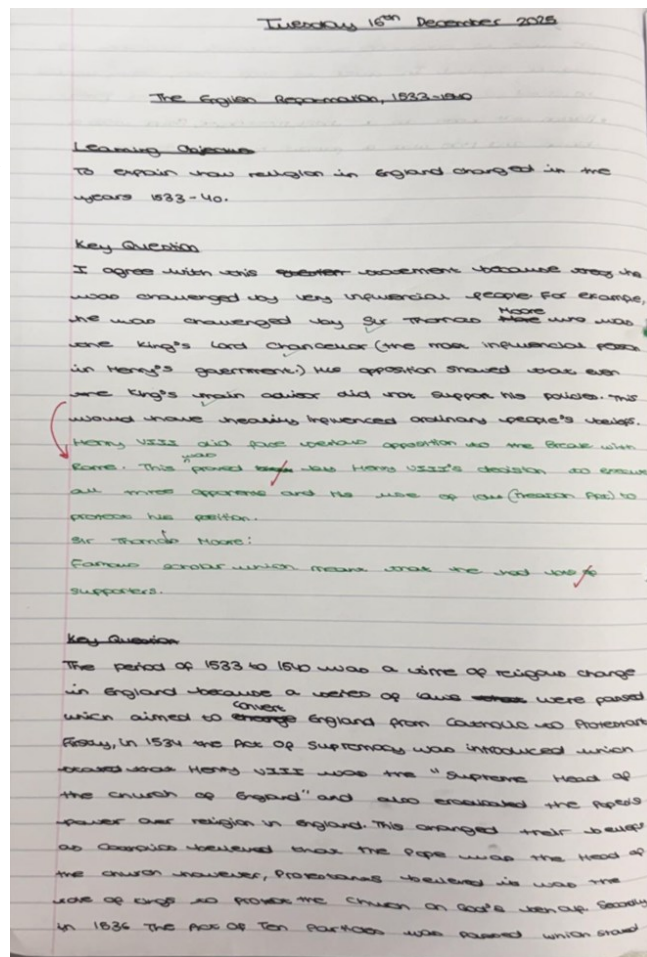 Tuesday 16th December 2025
The English Reformation, 1533-1540
Learning Objective
To explain how religion in England changed in the
years 1533-40.
Key Question
I agree with this statement because he
was challenged by very influencial people. For example,
he was challenged by Sir Thomas Moore who was
the King's Lord Chancellor (the most influencial person
in Henry's government.) His opposition showed that even
the King's main advisor did not support his policies. This
would have heavily influenced ordinary people's beliefs.
Henry VIII did face serious opposition to the Break with
Rome. This was proved by Henry VIII's decision to execute
all three opponents and his use of law (Treason Act) to
protect his position.
Sir Thomas Moore:
Famous scholar which meant that he had lots of
supporters.
Key Question
The period of 1533 to 1540 was a time of religous change
in England because a series of laws were passed
which aimed to convert England from Catholic to Protestant.
Firstly, in 1534 the Act of Supremacy was introduced which
stated that Henry VIII was the "Supreme Head of
the Church of England" and also the Pope's
power over religion in England. This changed their beliefs
as Catholics believed that the Pope was the Head of
the church however, Protestants believed it was the
role of kings to protect the Church on God's behalf. Secondly
in 1536 The Act of Ten Articles was passed which stated